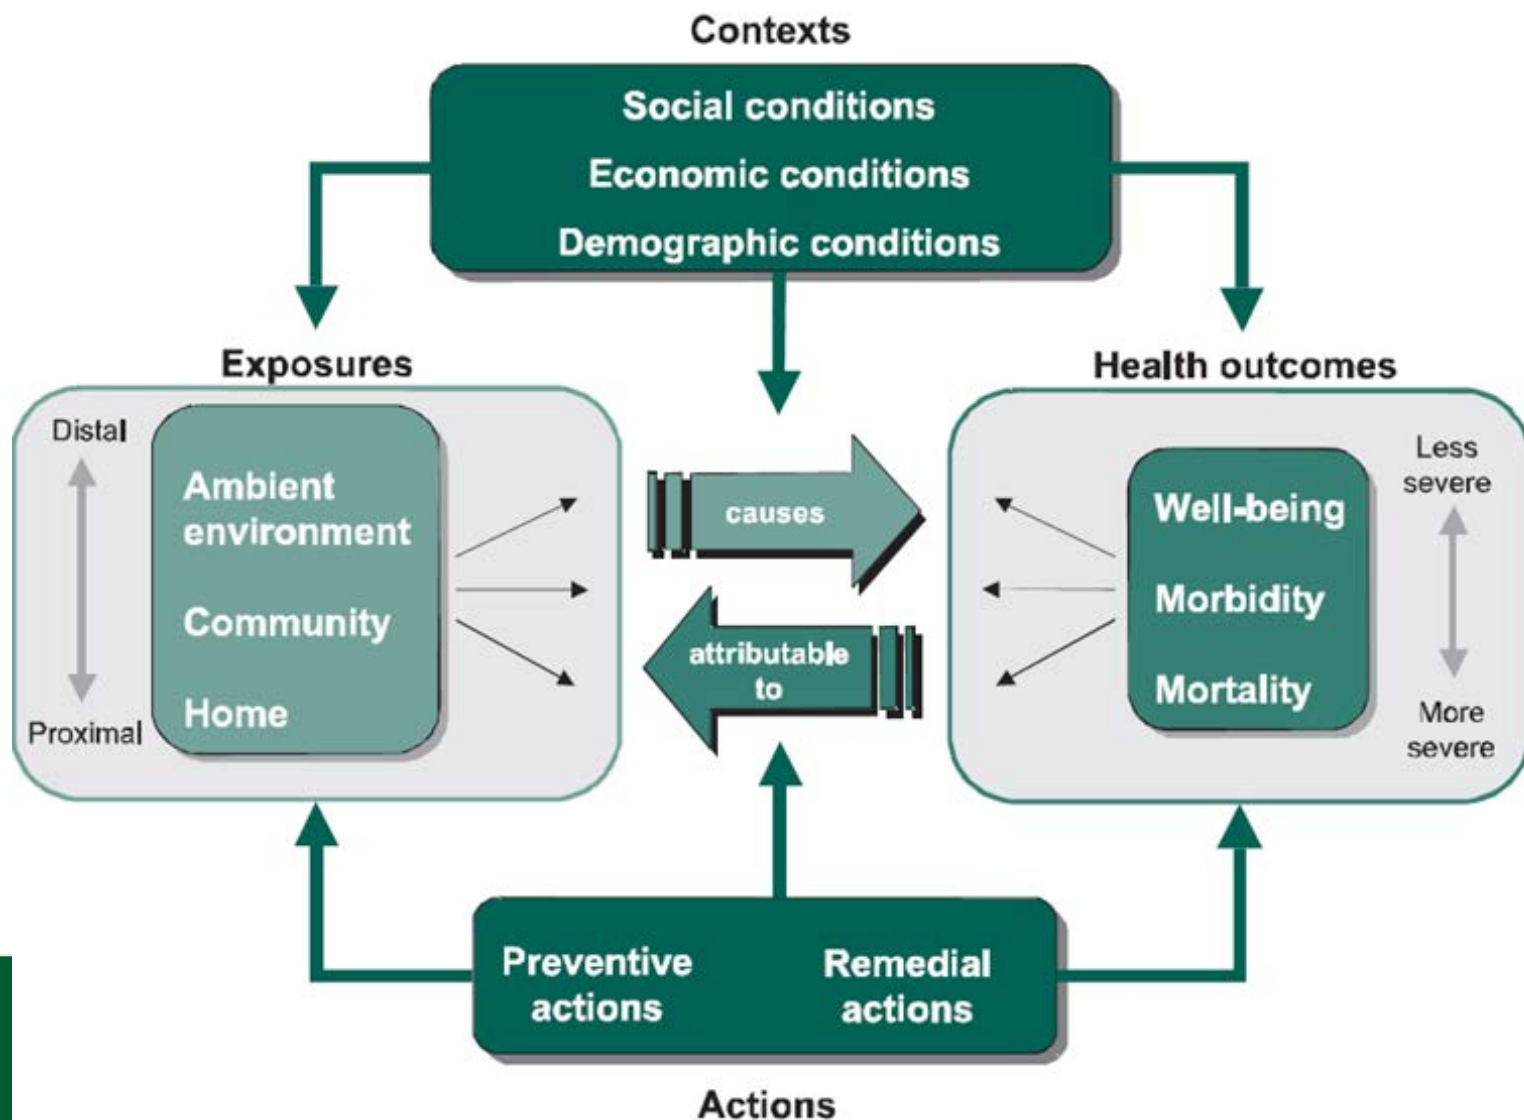 Contexts
Social conditions
Economic conditions
Demographic conditions
Exposures
Distal
Ambient
environment
Community
Home
Proximal
causes
attributable
to
Health outcomes
Well-being
Morbidity
Mortality
Less
severe
More
severe
Preventive
actions
Remedial
actions
Actions